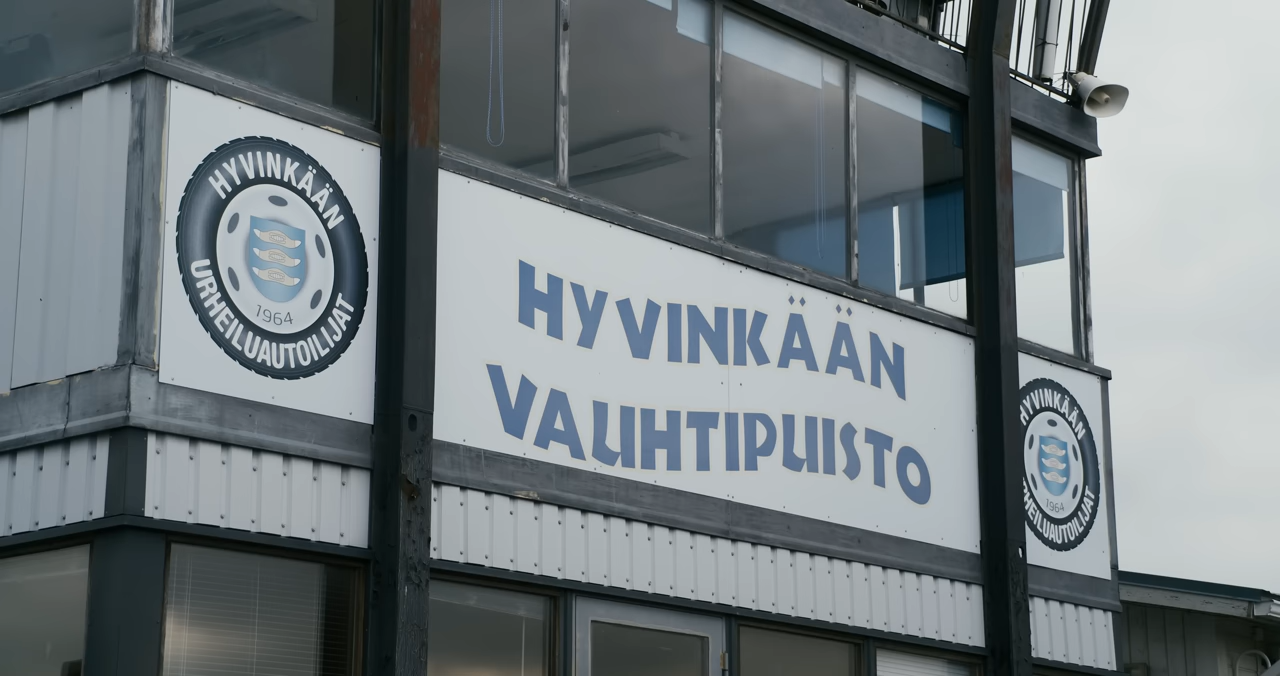 HYVINKÄÄN
1964
URHEILUAUTOILIJAT
HYVINKÄÄN
VAUHTIPUISTO
HYVINKÄÄN
1964
URHEILUAUTOILIJAT